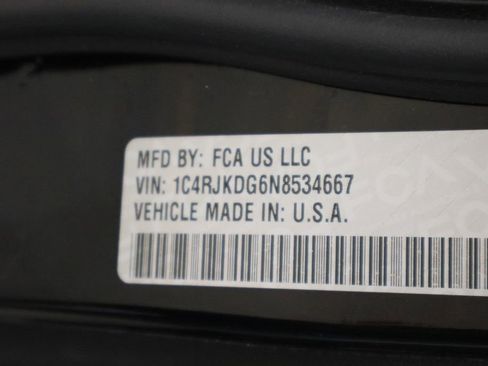 MFD BY: FCA US LLC
VIN: 1C4RJKDG6N8534667
VEHICLE MADE IN: U.S.A.